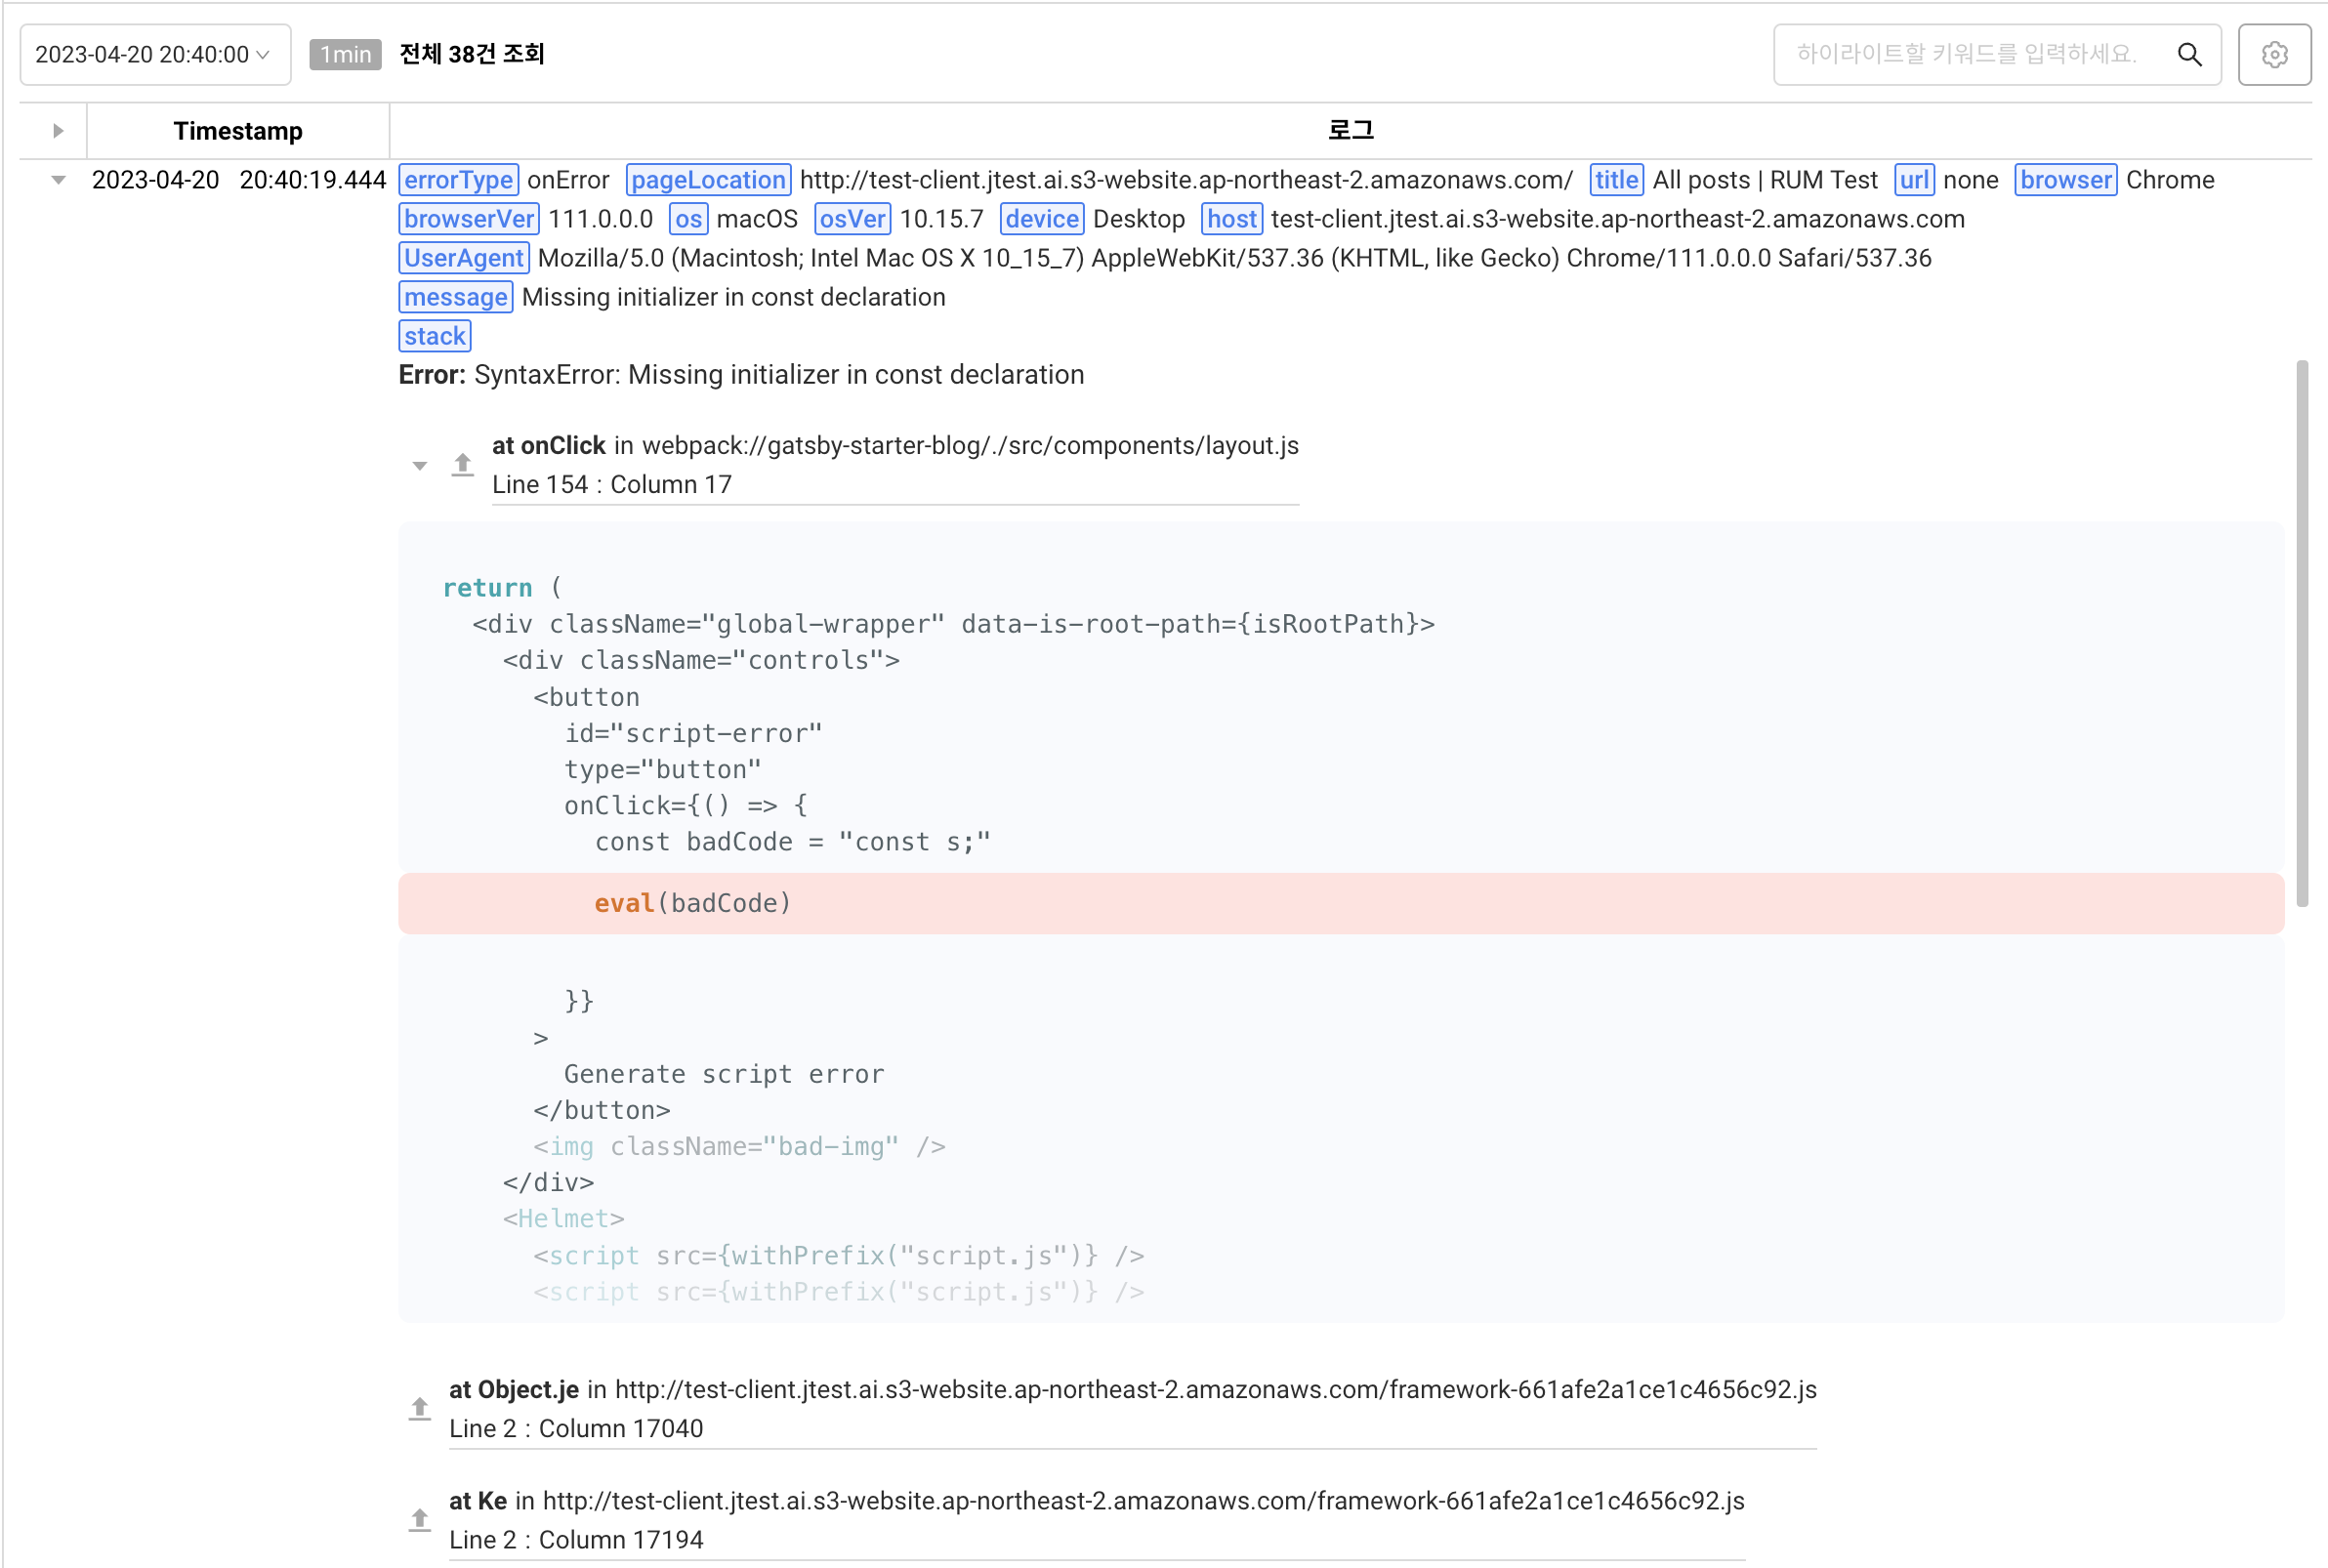 2023-04-20 20:40:00 1min 전체 38건 조회 하이라이트할 키워드를 입력하세요.
Timestamp 로그
2023-04-20 20:40:19.444 errorType onError pageLocation http://test-client.jtest.ai.s3-website.ap-northeast-2.amazonaws.com/ title All posts | RUM Test url none browser Chrome
browserVer 111.0.0.0 os macOS osVer 10.15.7 device Desktop host test-client.jtest.ai.s3-website.ap-northeast-2.amazonaws.com
UserAgent Mozilla/5.0 (Macintosh; Intel Mac OS X 10_15_7) AppleWebKit/537.36 (KHTML, like Gecko) Chrome/111.0.0.0 Safari/537.36
message Missing initializer in const declaration
stack
Error: SyntaxError: Missing initializer in const declaration
at onClick in webpack://gatsby-starter-blog/./src/components/layout.js
Line 154 : Column 17
return (
<div className="global-wrapper" data-is-root-path={isRootPath}>
<div className="controls">
<button
id="script-error"
type="button"
onClick={() => {
const badCode = "const s;"
eval(badCode)
}}
>
Generate script error
</button>
<img className="bad-img" />
</div>
<Helmet>
<script src={withPrefix("script.js")} />
<script src={withPrefix("script.js")} />
at Object.je in http://test-client.jtest.ai.s3-website.ap-northeast-2.amazonaws.com/framework-661afe2a1ce1c4656c92.js
Line 2 : Column 17040
at Ke in http://test-client.jtest.ai.s3-website.ap-northeast-2.amazonaws.com/framework-661afe2a1ce1c4656c92.js
Line 2 : Column 17194